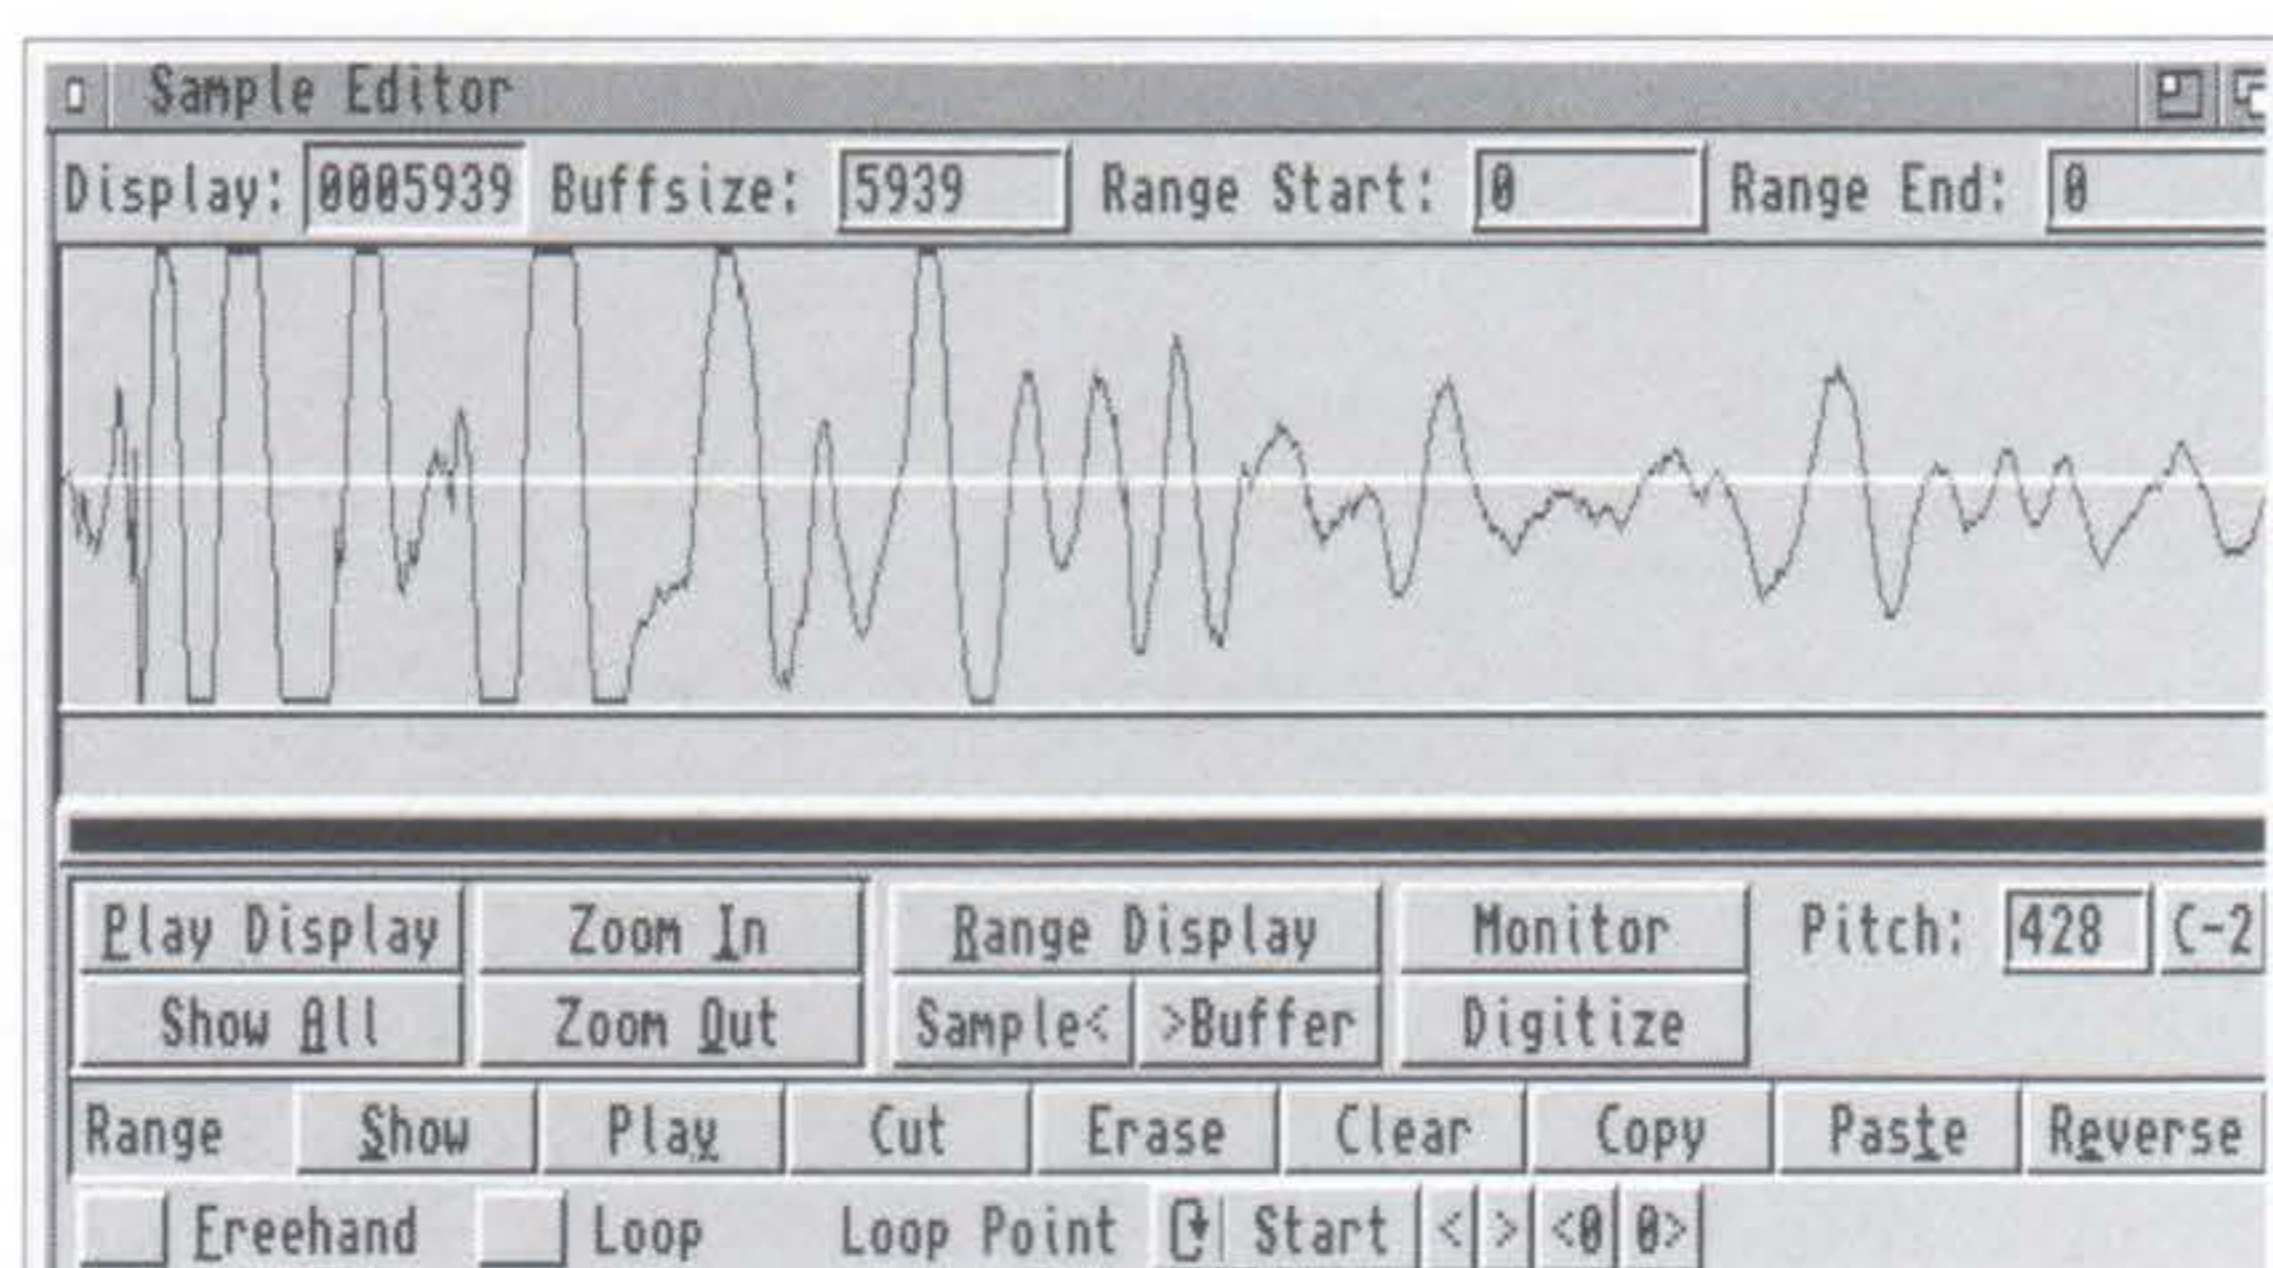 Sample Editor
Display: 0005939 Buffsize: 5939 Range Start: 0 Range End: 0
Play Display Zoom In Range Display Monitor Pitch: 428 C-2
Show All Zoom Out Sample< >Buffer Digitize
Range Show Play Cut Erase Clear Copy Paste Reverse
Freehand Loop Loop Point Start < > <0 0>